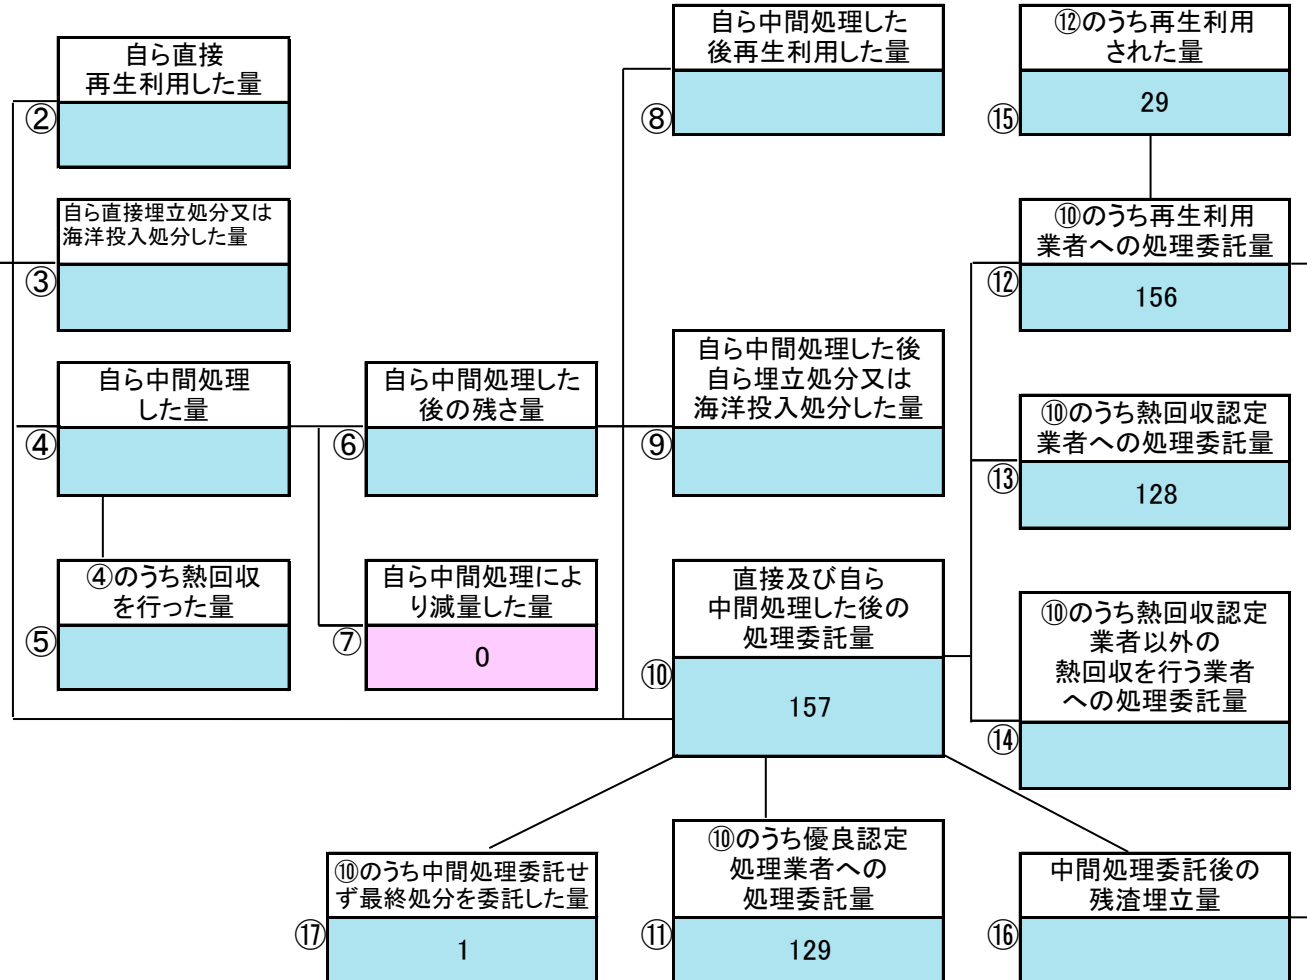 自ら直接
再生利用した量
②
自ら直接埋立処分又は
海洋投入処分した量
③
自ら中間処理
した量
④
④のうち熱回収
を行った量
⑤
自ら中間処理した
後の残さ量
⑥
自ら中間処理によ
り減量した量
⑦
0
自ら中間処理した
後再生利用した量
⑧
自ら中間処理した後
自ら埋立処分又は
海洋投入処分した量
⑨
直接及び自ら
中間処理した後の
処理委託量
⑩
157
⑫のうち再生利用
された量
⑮
29
⑩のうち再生利用
業者への処理委託量
⑫
156
⑩のうち熱回収認定
業者への処理委託量
⑬
128
⑩のうち熱回収認定
業者以外の
熱回収を行う業者
への処理委託量
⑭
⑩のうち中間処理委託せ
ず最終処分を委託した量
⑰
1
⑩のうち優良認定
処理業者への
処理委託量
⑪
129
中間処理委託後の
残渣埋立量
⑯